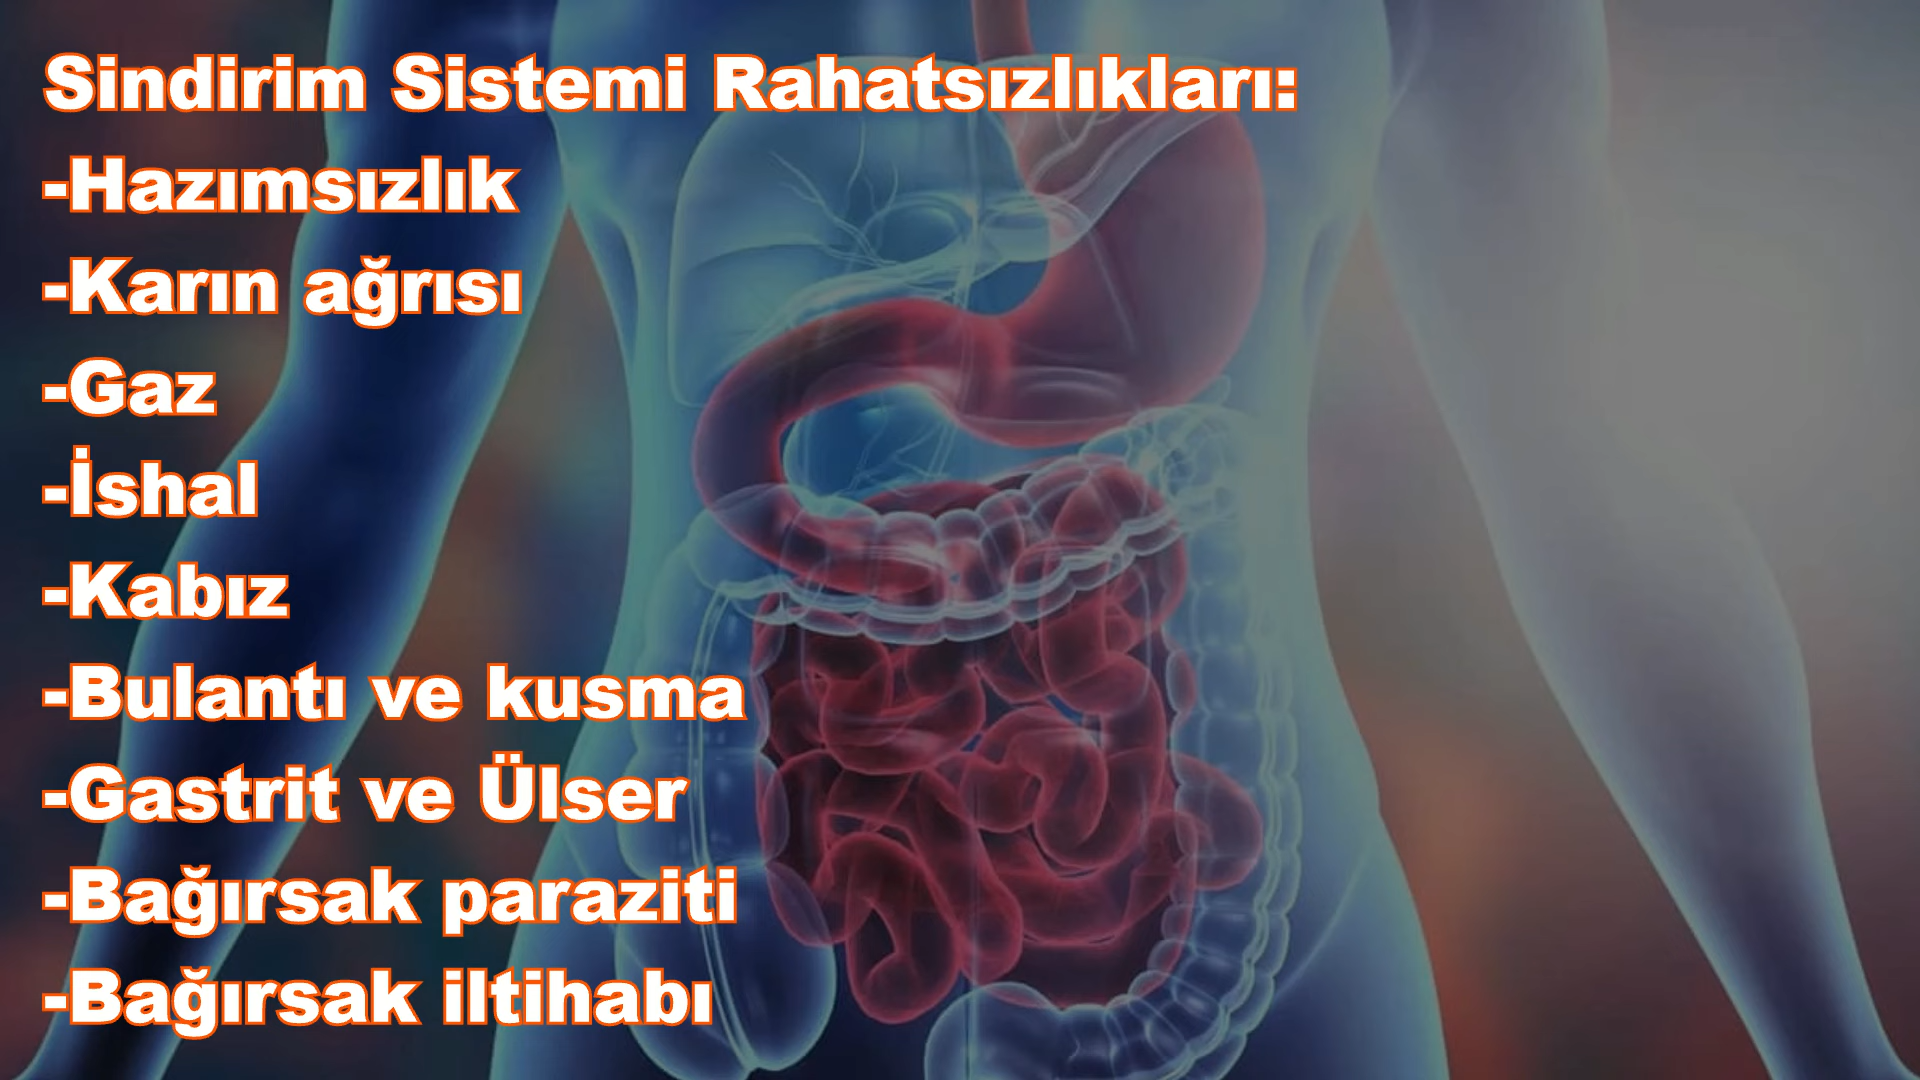 Sindirim Sistemi Rahatsızlıkları:
-Hazımsızlık
-Karın ağrısı
-Gaz
-İshal
-Kabız
-Bulantı ve kusma
-Gastrit ve Ülser
-Bağırsak paraziti
-Bağırsak iltihabı